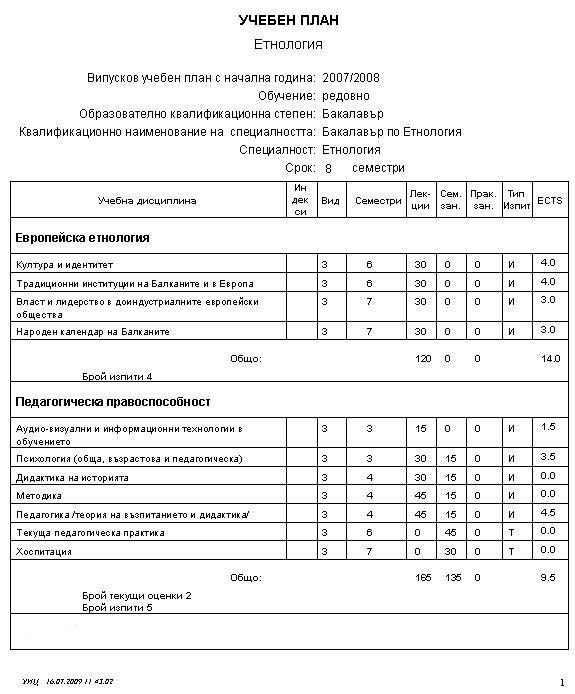 УЧЕБЕН ПЛАН
Етнология
Випусков учебен план с начална година: 2007/2008
Обучение: редовно
Образователно квалификационна степен: Бакалавър
Квалификационно наименование на специалността: Бакалавър по Етнология
Специалност: Етнология
Срок: 8 семестри
Учебна дисциплина Ин дек си Вид Семестри Лек- ции Сем. зан. Прак. зан. Тип Изпит ECTS
Европейска етнология
Култура и идентитет 3 6 30 0 0 И 4.0
Традиционни институции на Балканите и в Европа 3 6 30 0 0 И 4.0
Власт и лидерство в доиндустриалните европейски
общества 3 7 30 0 0 И 3.0
Народен календар на Балканите 3 7 30 0 0 И 3.0
Общо: 120 0 0 14.0
Брой изпити 4
Педагогическа правоспособност
Аудио-визуални и информационни технологии в
обучението 3 3 15 0 0 И 1.5
Психология (обща, възрастова и педагогическа) 3 3 30 15 0 И 3.5
Дидактика на историята 3 4 30 15 0 И 0.0
Методика 3 4 45 15 0 И 0.0
Педагогика /теория на възпитанието и дидактика/ 3 4 45 15 0 И 4.5
Текуща педагогическа практика 3 6 0 45 0 Т 0.0
Хоспитация 3 7 0 30 0 Т 0.0
Общо: 165 135 0 9.5
Брой текущи оценки 2
Брой изпити 5
УИЦ 16.07.2009 11:43:02 1